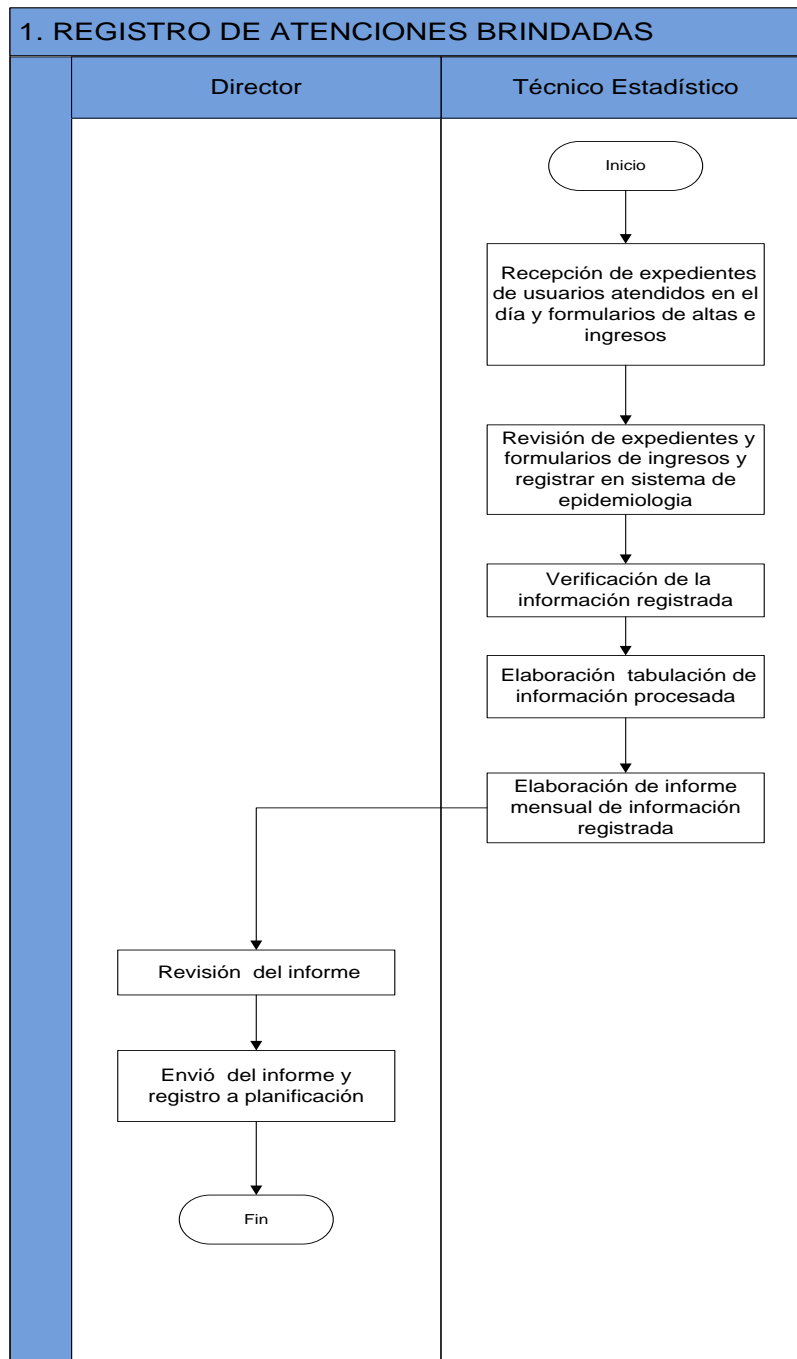 1. REGISTRO DE ATENCIONES BRINDADAS
Director
Técnico Estadístico
Inicio
Recepción de expedientes
de usuarios atendidos en el
día y formularios de altas e
ingresos
Revisión de expedientes y
formularios de ingresos y
registrar en sistema de
epidemiologia
Verificación de la
información registrada
Elaboración tabulación de
información procesada
Elaboración de informe
mensual de información
registrada
Revisión del informe
Envió del informe y
registro a planificación
Fin